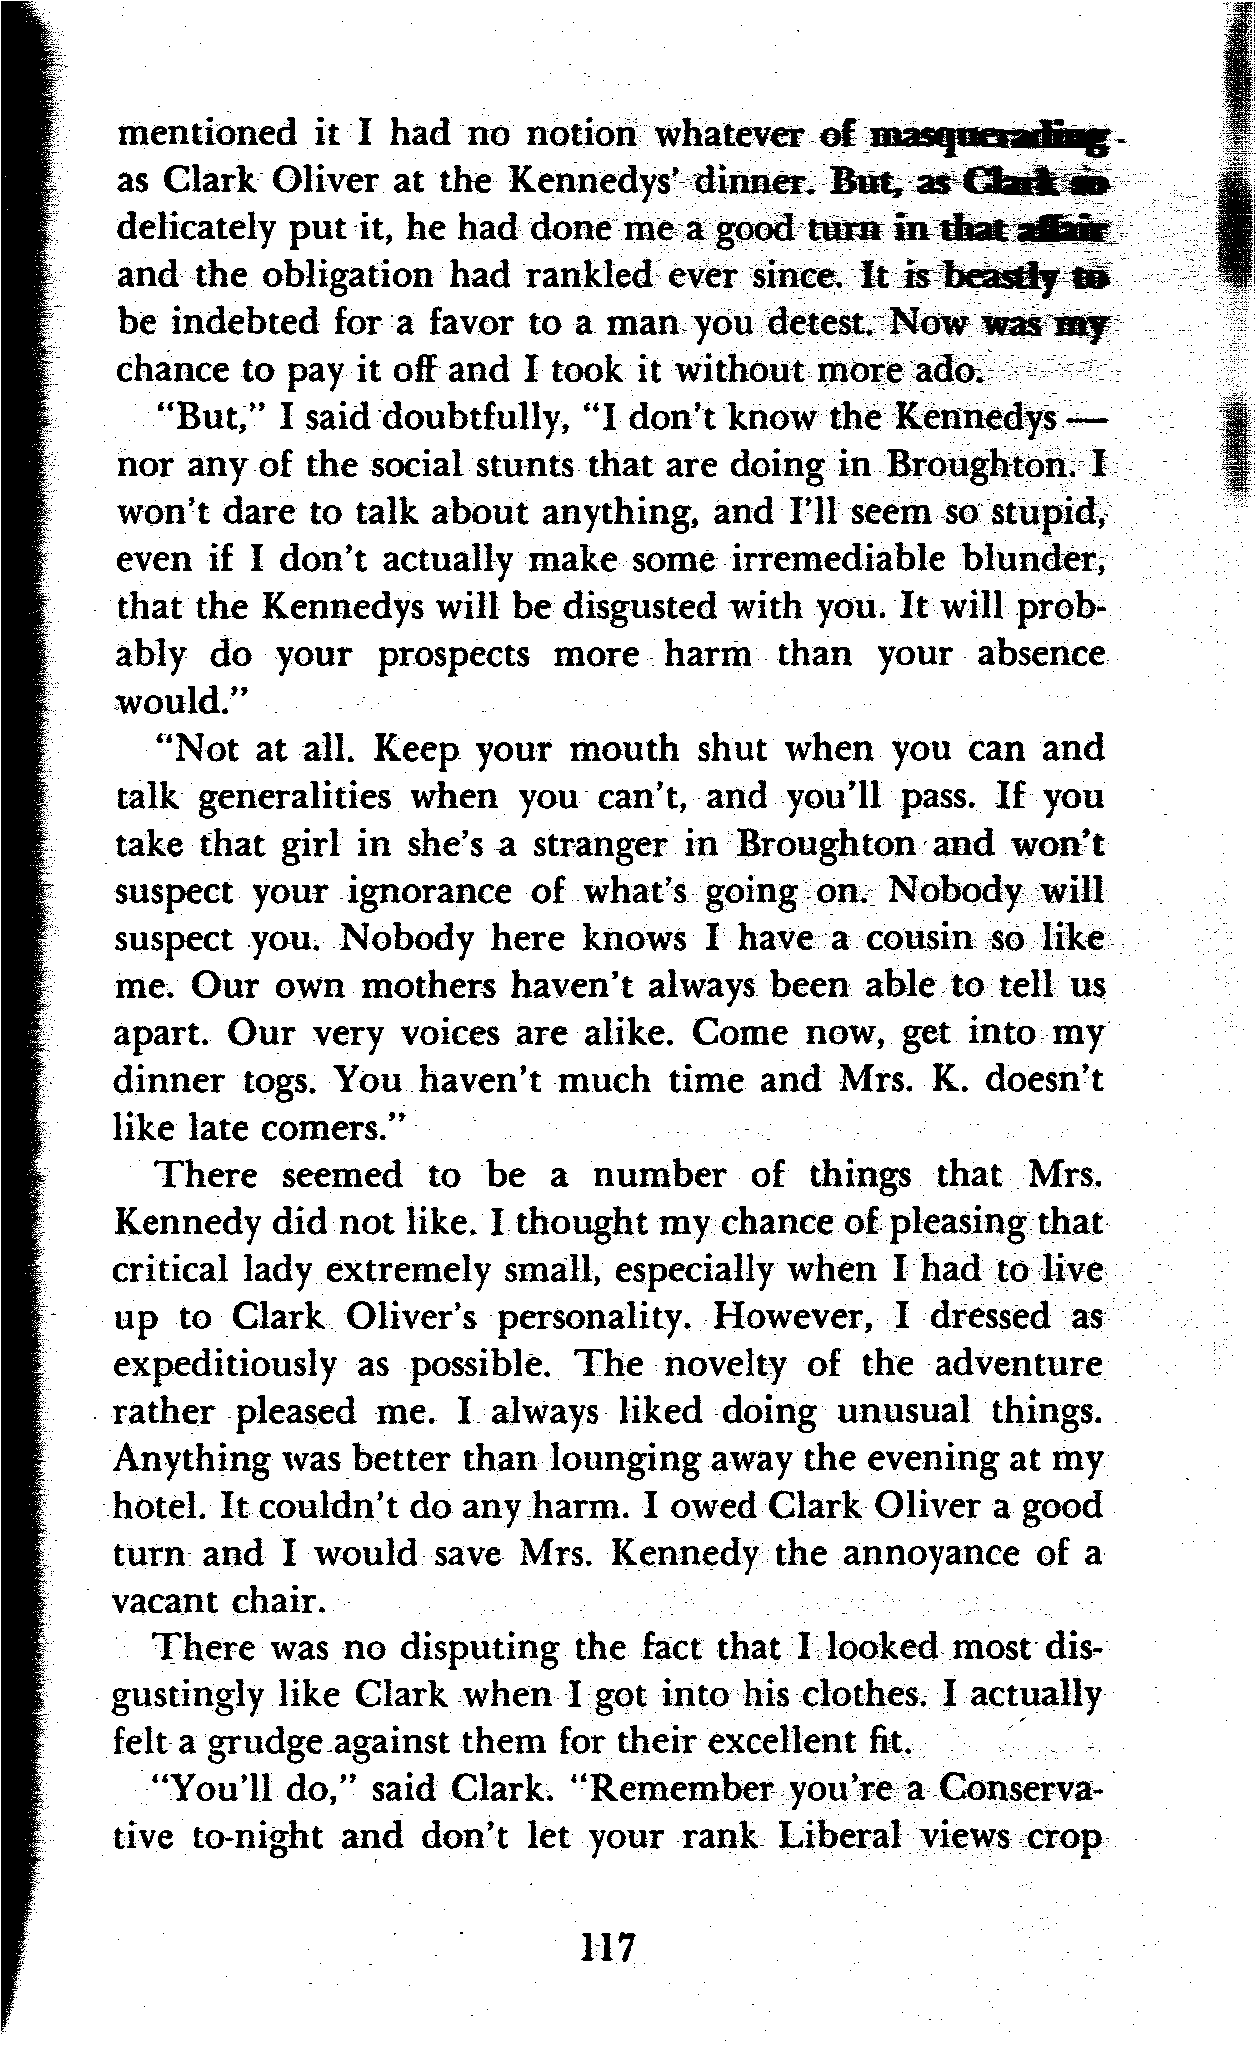 mentioned it I had no notion whatever of masquerading
as Clark Oliver at the Kennedys' dinner. But, as Clark so
delicately put it, he had done me a good turn in that affair
and the obligation had rankled ever since. It is beastly to
be indebted for a favor to a man you detest. Now was my
chance to pay it off and I took it without more ado.
"But," I said doubtfully, "I don't know the Kennedys —
nor any of the social stunts that are doing in Broughton. I
won't dare to talk about anything, and I'll seem so stupid,
even if I don't actually make some irremediable blunder,
that the Kennedys will be disgusted with you. It will prob-
ably do your prospects more harm than your absence
would."
"Not at all. Keep your mouth shut when you can and
talk generalities when you can't, and you'll pass. If you
take that girl in she's a stranger in Broughton and won't
suspect your ignorance of what's going on. Nobody will
suspect you. Nobody here knows I have a cousin so like
me. Our own mothers haven't always been able to tell us
apart. Our very voices are alike. Come now, get into my
dinner togs. You haven't much time and Mrs. K. doesn't
like late comers."
There seemed to be a number of things that Mrs.
Kennedy did not like. I thought my chance of pleasing that
critical lady extremely small, especially when I had to live
up to Clark Oliver's personality. However, I dressed as
expeditiously as possible. The novelty of the adventure
rather pleased me. I always liked doing unusual things.
Anything was better than lounging away the evening at my
hotel. It couldn't do any harm. I owed Clark Oliver a good
turn and I would save Mrs. Kennedy the annoyance of a
vacant chair.
There was no disputing the fact that I looked most dis-
gustingly like Clark when I got into his clothes. I actually
felt a grudge against them for their excellent fit.
"You'll do," said Clark. "Remember you're a Conserva-
tive to-night and don't let your rank Liberal views crop
117